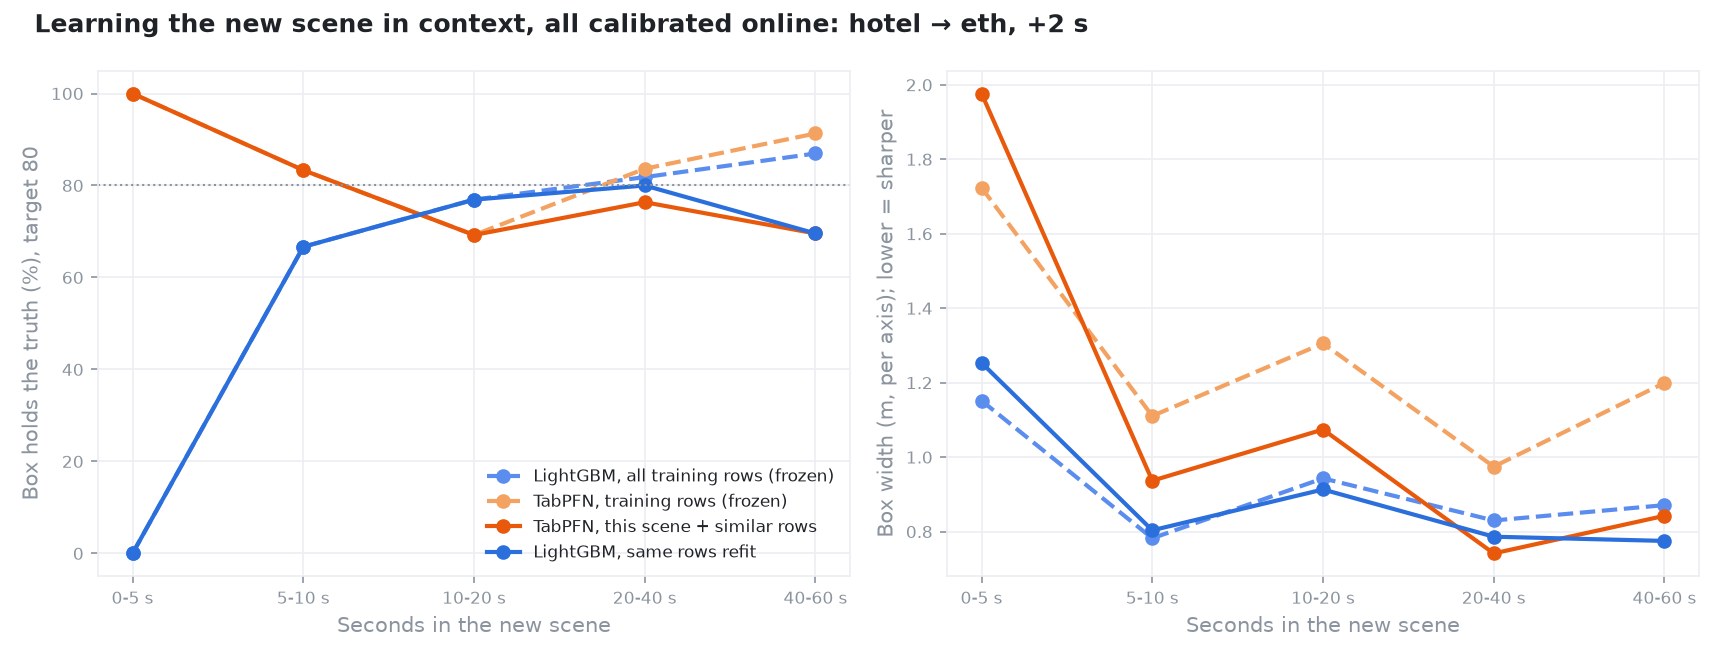 Learning the new scene in context, all calibrated online: hotel → eth, +2 s
Box holds the truth (%), target 80
100
80
60
40
20
0
LightGBM, all training rows (frozen)
TabPFN, training rows (frozen)
TabPFN, this scene + similar rows
LightGBM, same rows refit
0-5 s
5-10 s
10-20 s
20-40 s
40-60 s
Seconds in the new scene
Box width (m, per axis); lower = sharper
2.0
1.8
1.6
1.4
1.2
1.0
0.8
0-5 s
5-10 s
10-20 s
20-40 s
40-60 s
Seconds in the new scene